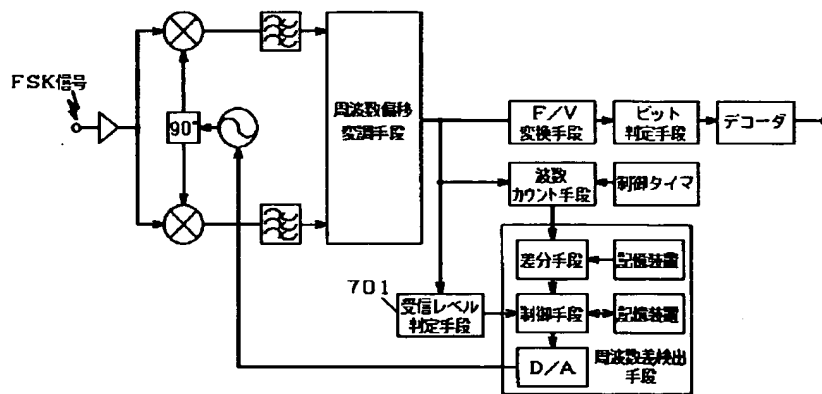 FSK信号
90°
周波数偏移
変調手段
F/V
変換手段
ビット
判定手段
デコーダ
波数
カウント手段
制御タイマ
差分手段
記憶装置
701
受信レベル
判定手段
制御手段
記憶装置
D/A
周波数差検出
手段